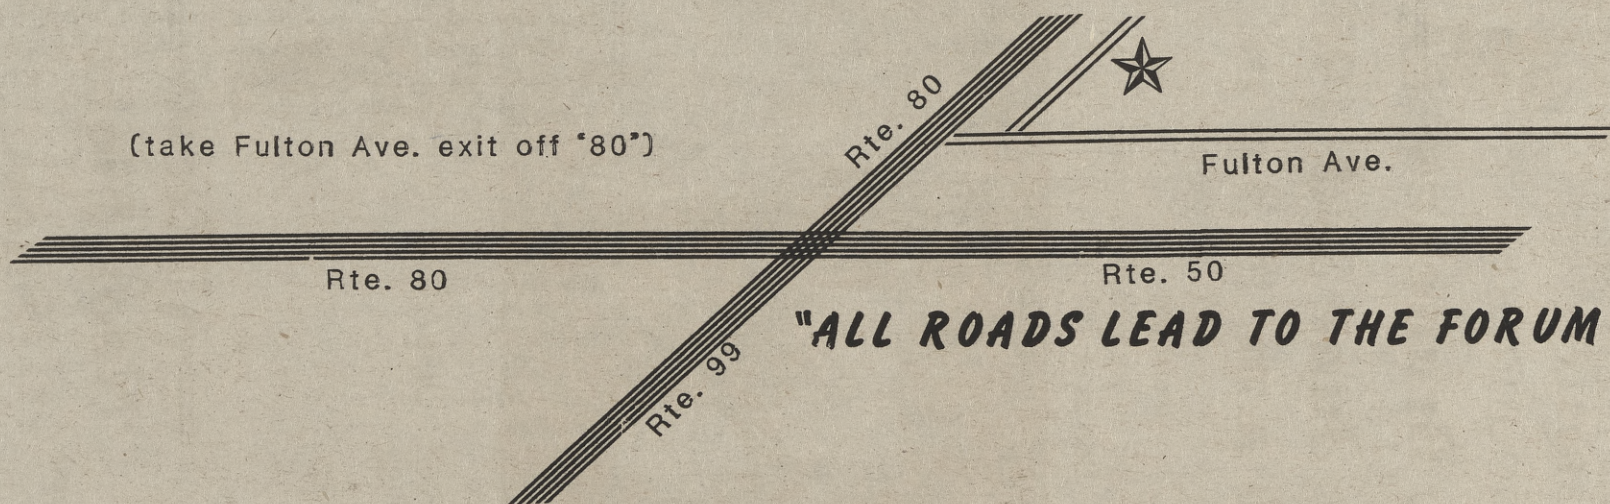 Rte. 80
(take Fulton Ave. exit off "80")
Fulton Ave.
Rte. 80
Rte. 50
"ALL ROADS LEAD TO THE FORUM
Rte. 99